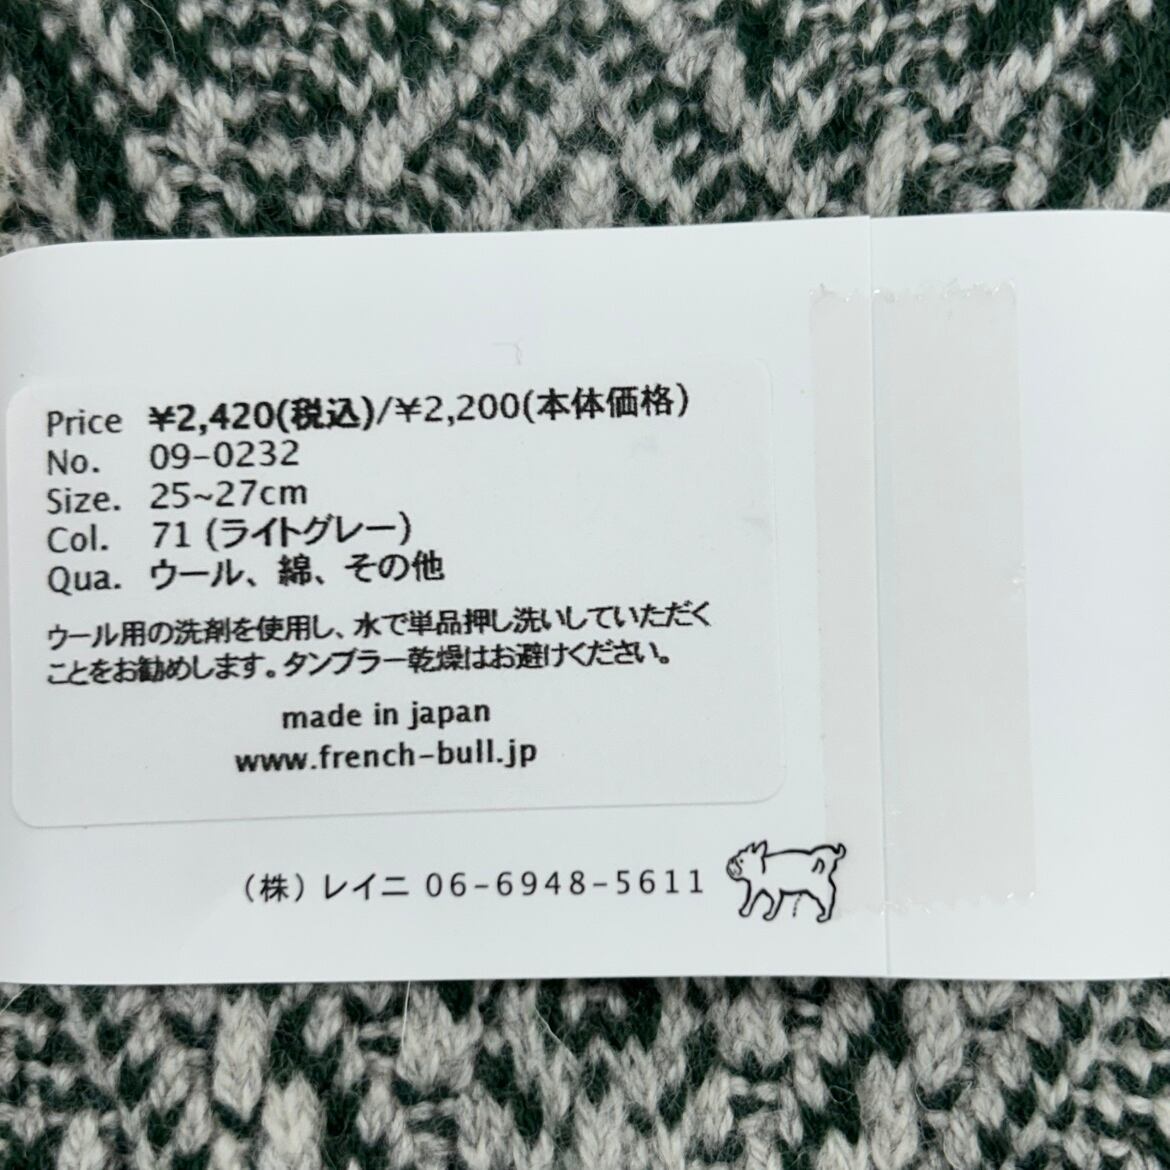 Price ¥2,420(税込)/¥2,200(本体価格)
No. 09-0232
Size. 25~27cm
Col. 71 (ライトグレー)
Qua. ウール、綿、その他
ウール用の洗剤を使用し、水で単品押し洗いしていただく
ことをお勧めします。タンブラー乾燥はお避けください。
made in japan
www.french-bull.jp
(株)レイニ 06-6948-5611